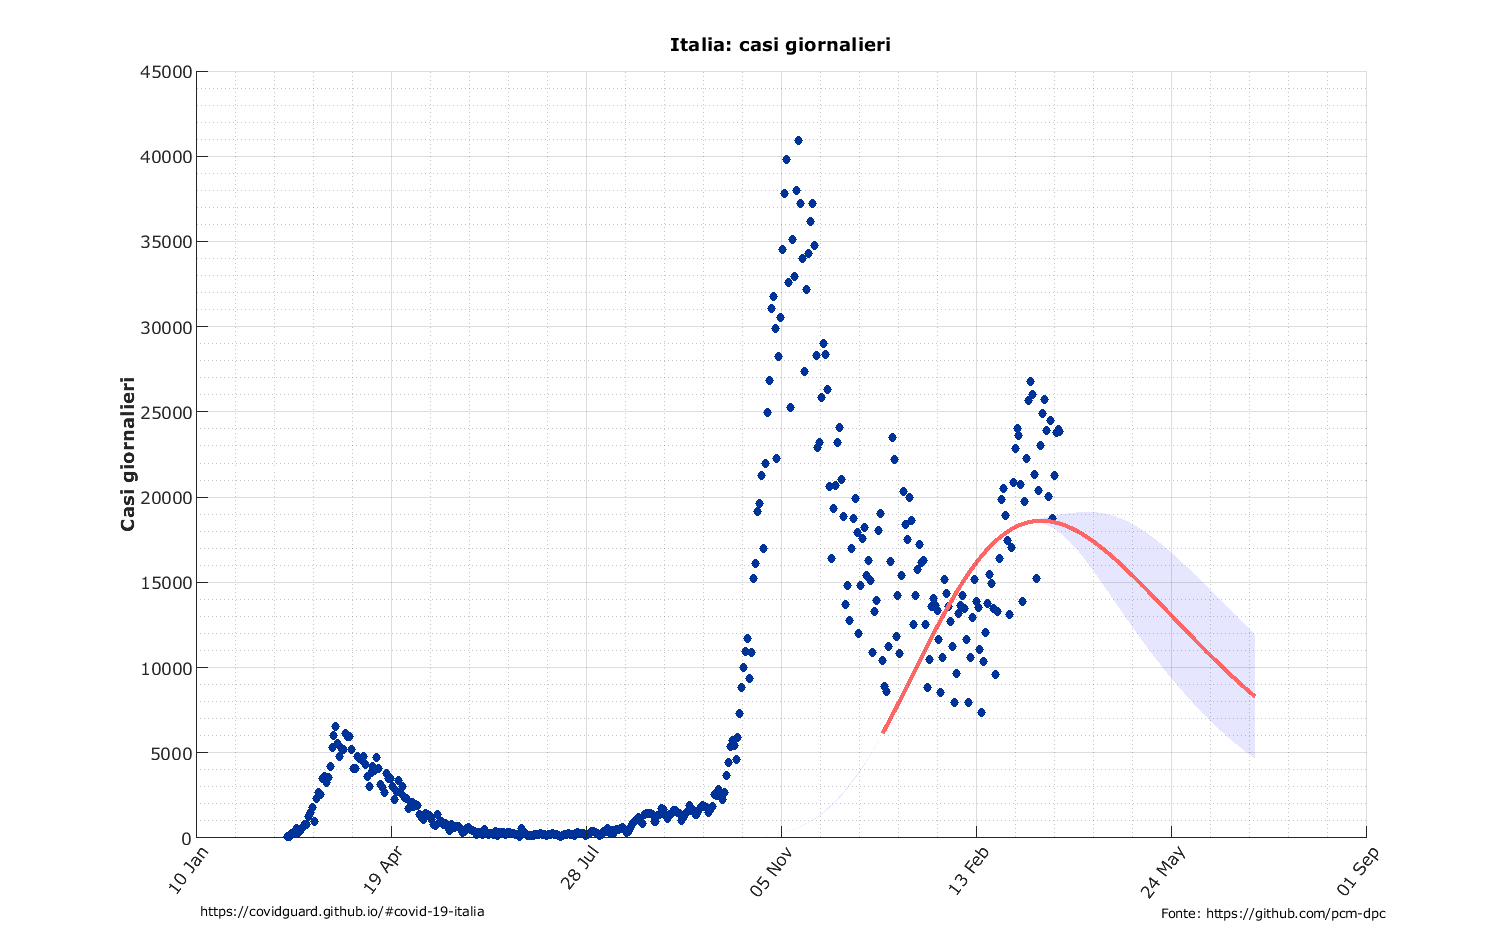 Italia: casi giornalieri
Casi giornalieri
45000
40000
35000
30000
25000
20000
15000
10000
5000
0
10 Jan
19 Apr
28 Jul
05 Nov
13 Feb
24 May
01 Sep
https://covidguard.github.io/#covid-19-italia
Fonte: https://github.com/pcm-dpc